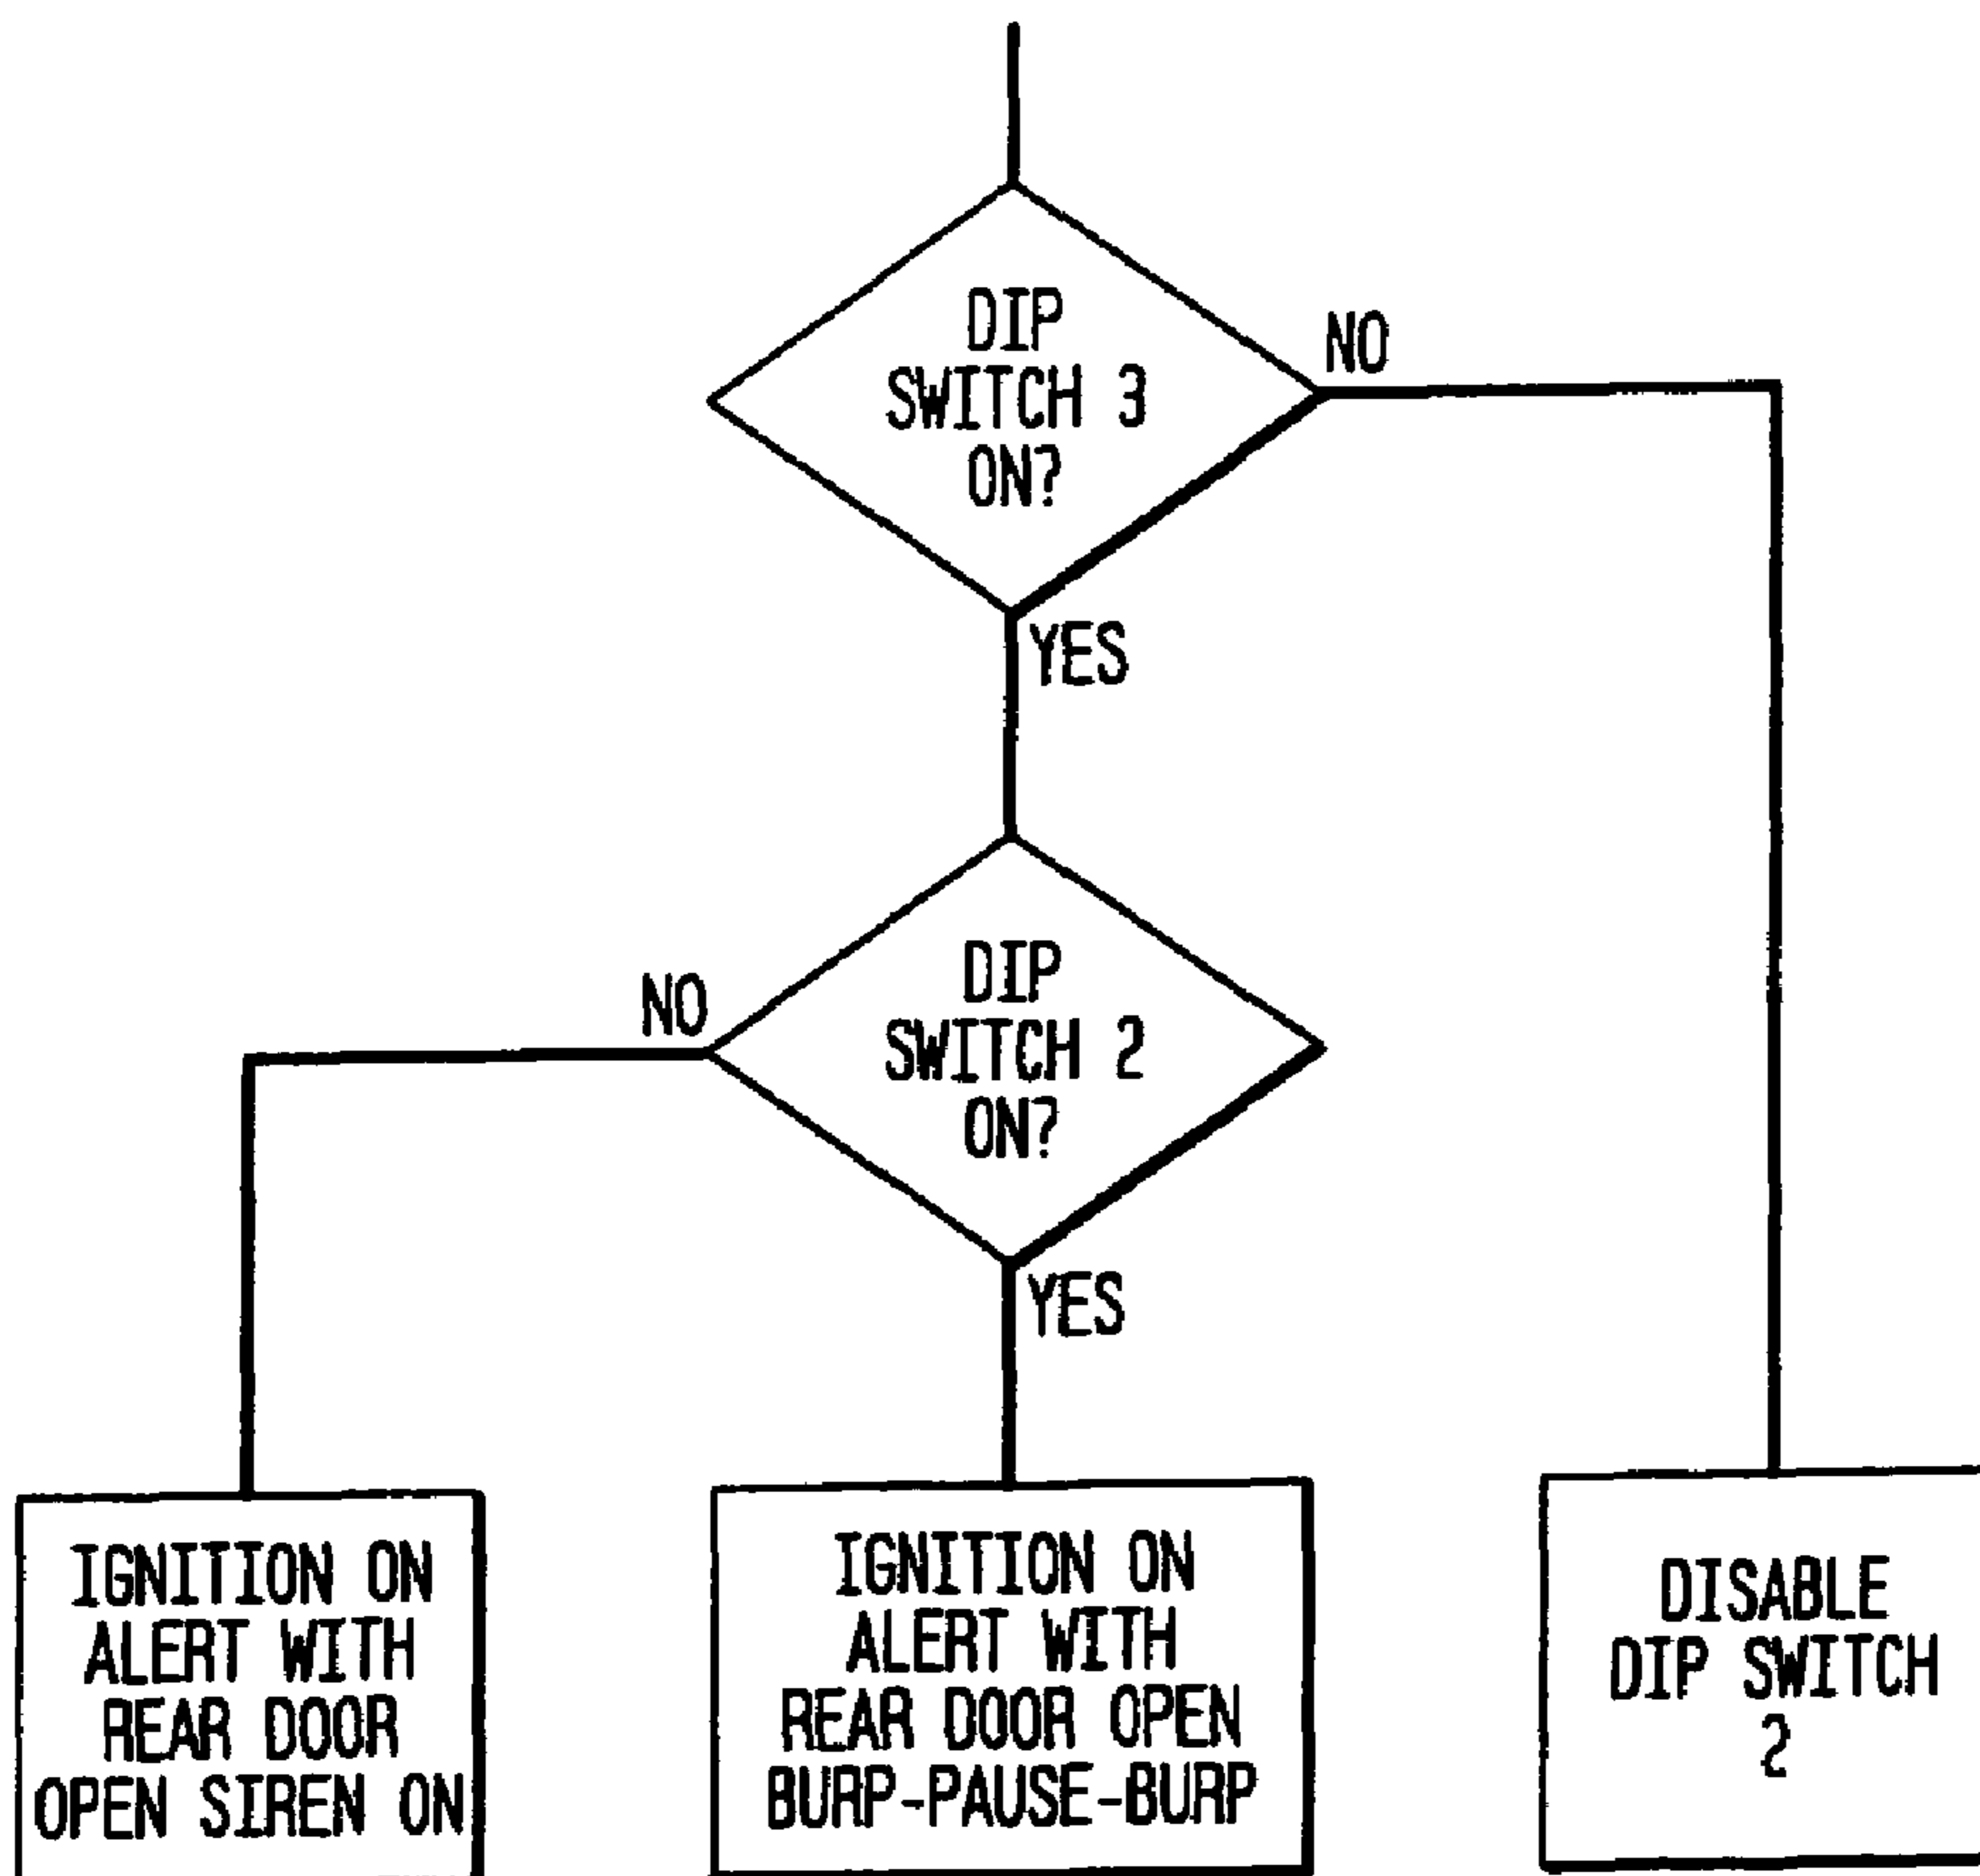 DIP
SWITCH 3
ON?
NO
YES
DIP
SWITCH 2
ON?
NO
YES
IGNITION ON
ALERT WITH
REAR DOOR
OPEN SIREN ON
IGNITION ON
ALERT WITH
REAR DOOR OPEN
BURP-PAUSE-BURP
DISABLE
DIP SWITCH
2